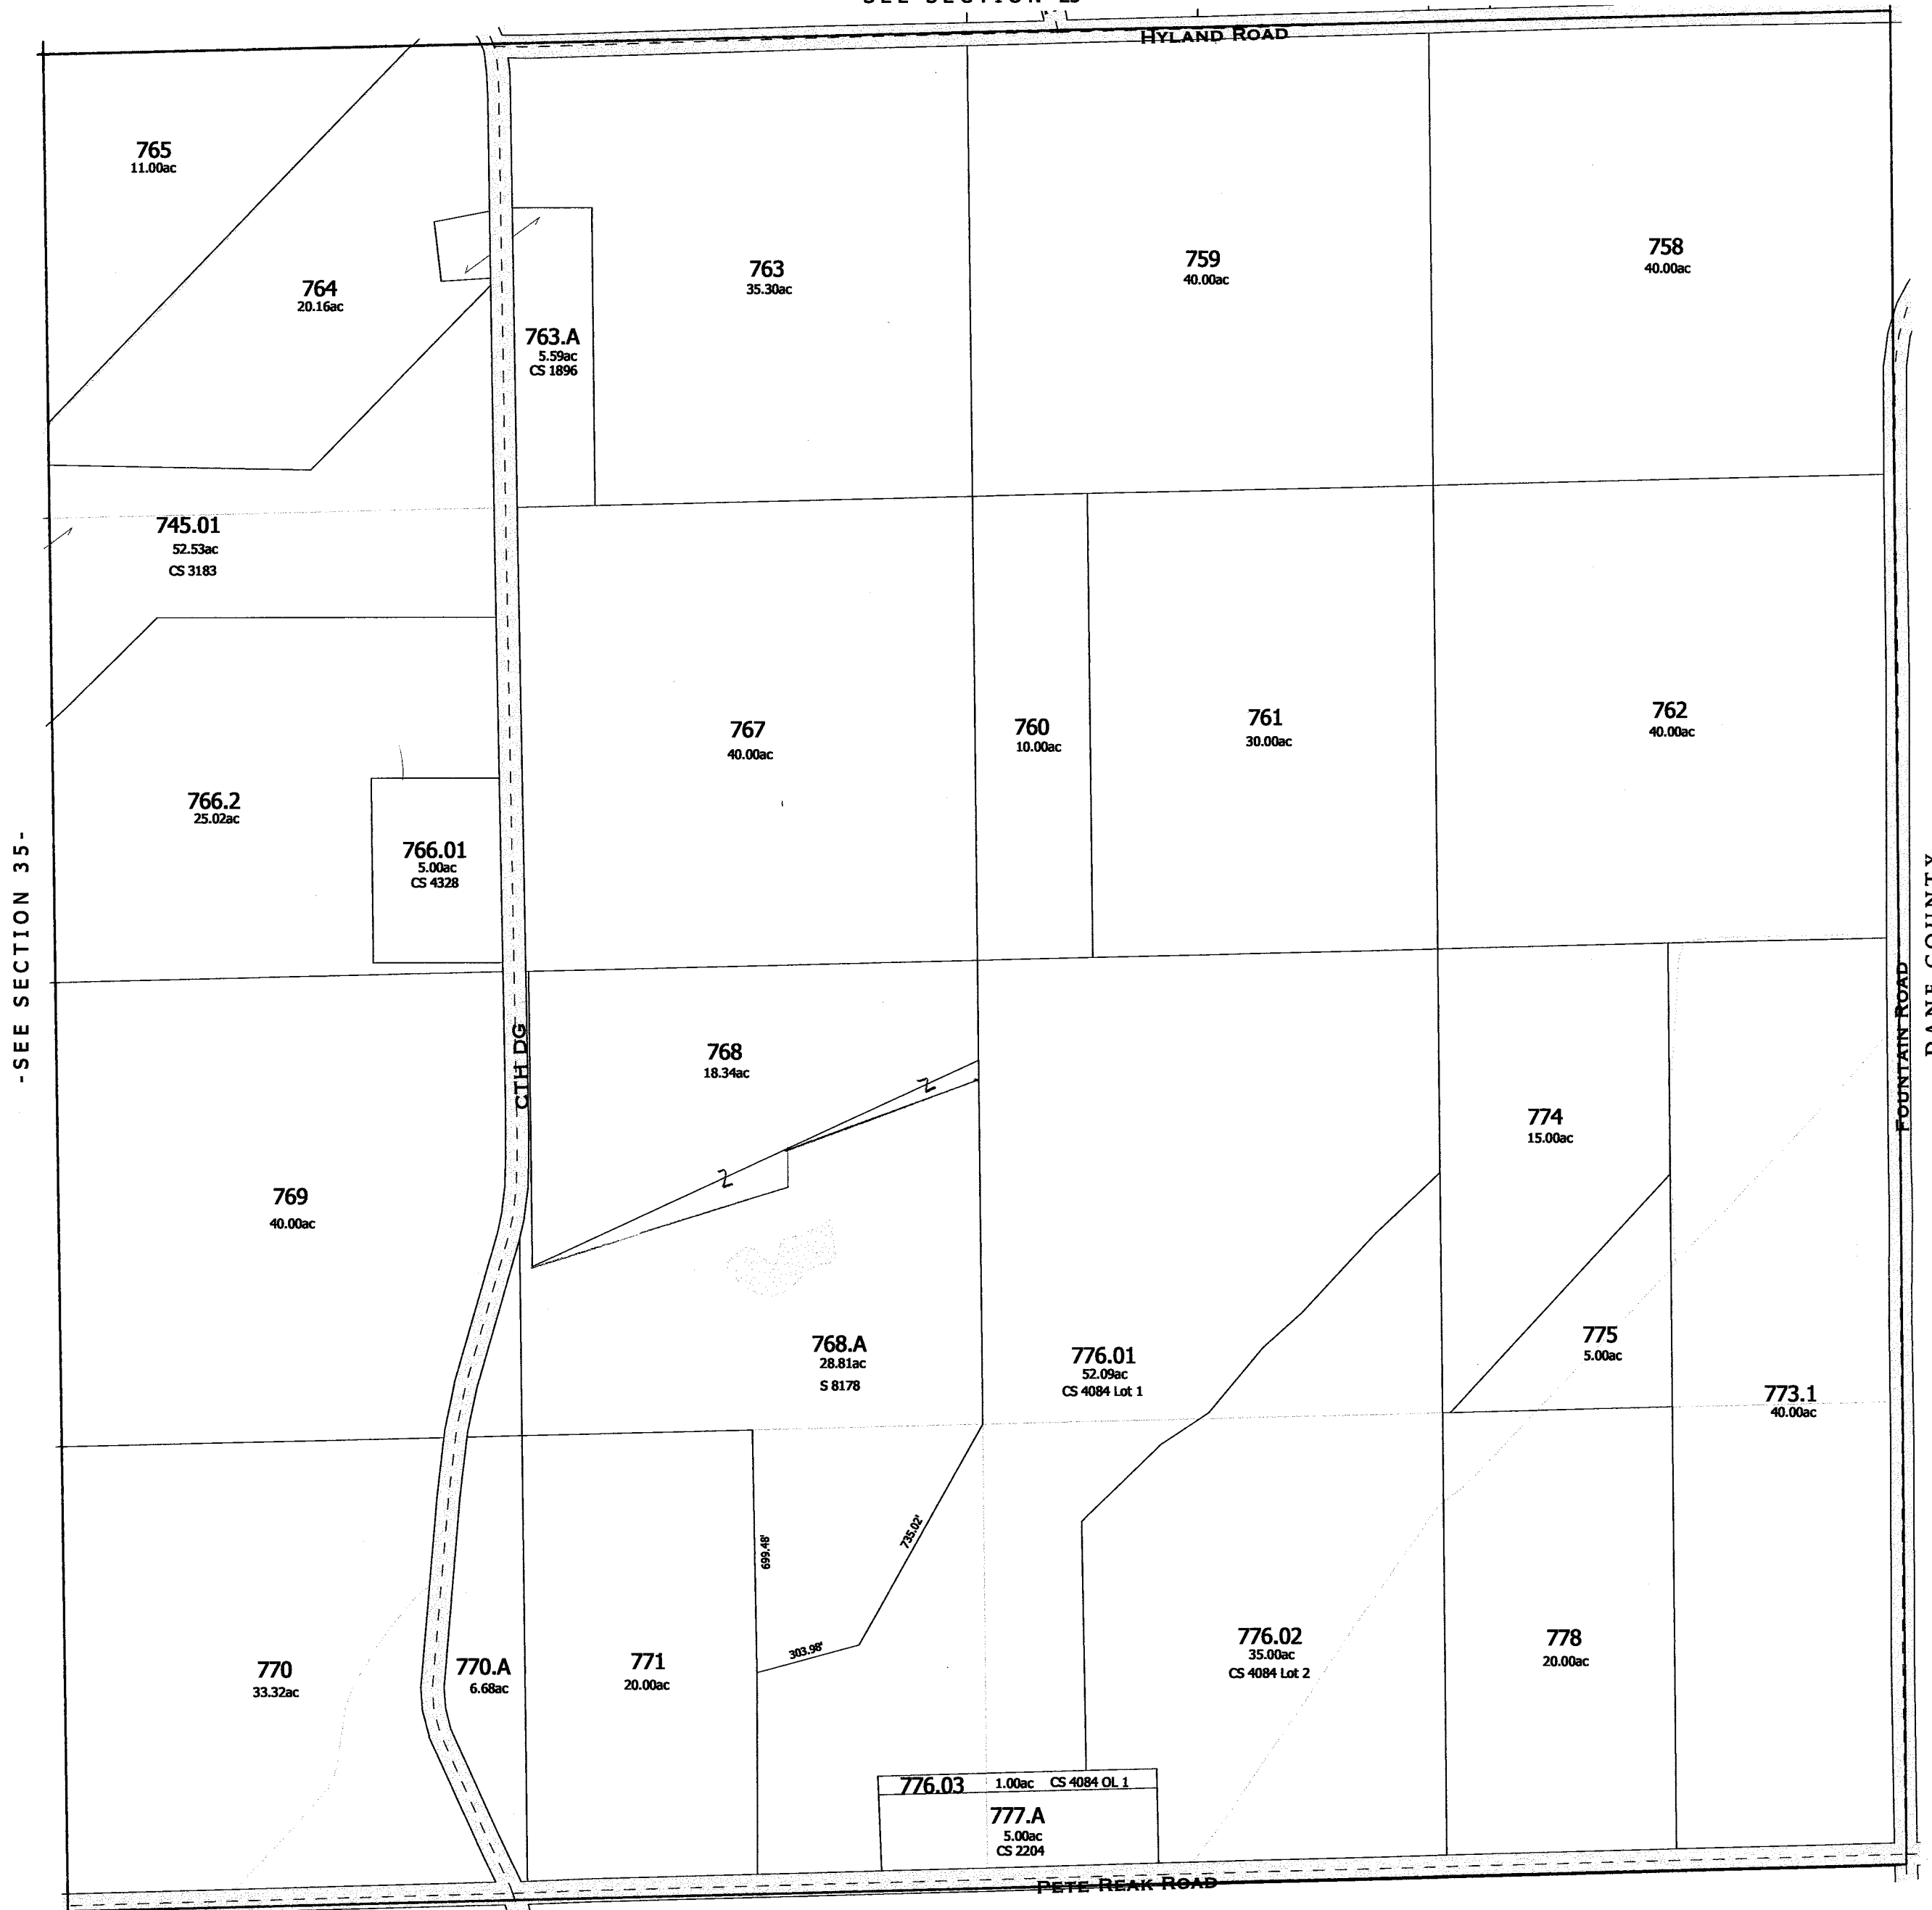 HYLAND ROAD
765
11.00ac
764
20.16ac
763
35.30ac
759
40.00ac
758
40.00ac
763.A
5.59ac
CS 1896
745.01
52.53ac
CS 3183
767
40.00ac
760
10.00ac
761
30.00ac
762
40.00ac
766.2
25.02ac
766.01
5.00ac
CS 4328
-SEE SECTION 35-
DANE COUNTY
FOUNTAIN ROAD
CTH DG
768
18.34ac
Z
Z
774
15.00ac
769
40.00ac
768.A
28.81ac
S 8178
776.01
52.09ac
CS 4084 Lot 1
775
5.00ac
773.1
40.00ac
699.48'
735.02'
303.98'
770
33.32ac
770.A
6.68ac
771
20.00ac
776.02
35.00ac
CS 4084 Lot 2
778
20.00ac
776.03 1.00ac CS 4084 OL 1
777.A
5.00ac
CS 2204
PETE REAK ROAD